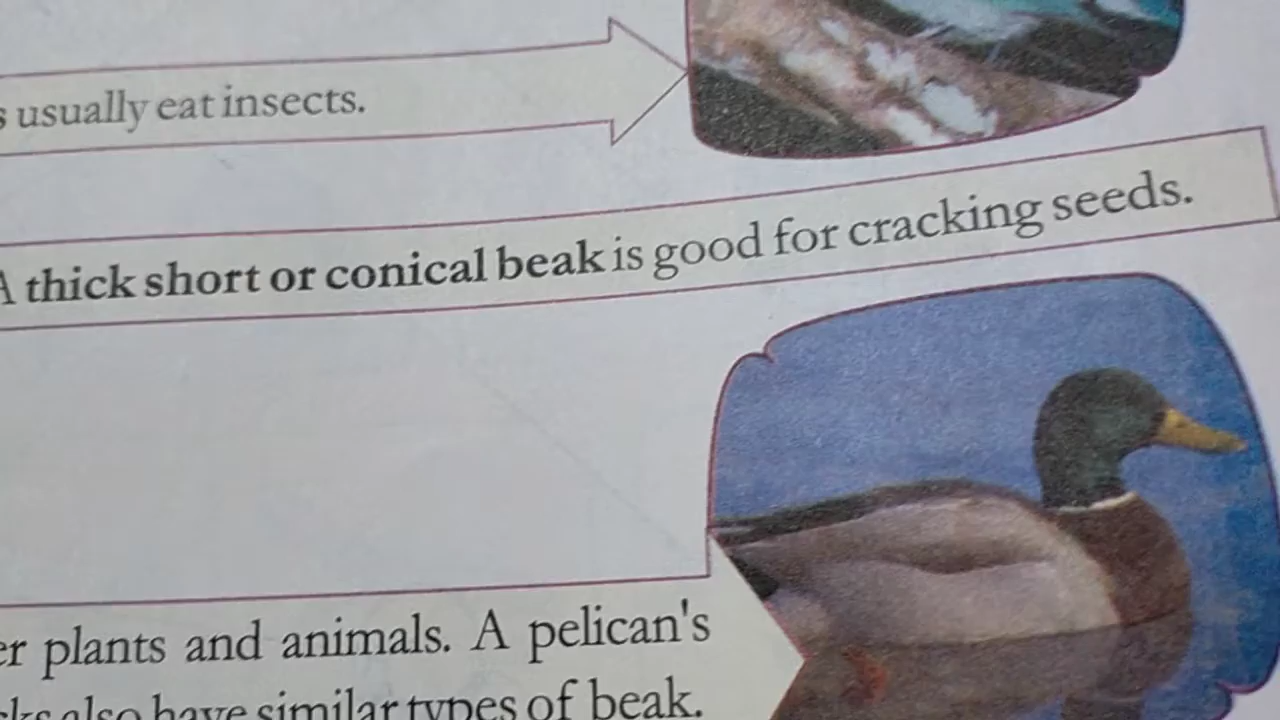 usually eat insects.
A thick short or conical beak is good for cracking seeds.
plants and animals. A pelican's
also have similar types of beak.